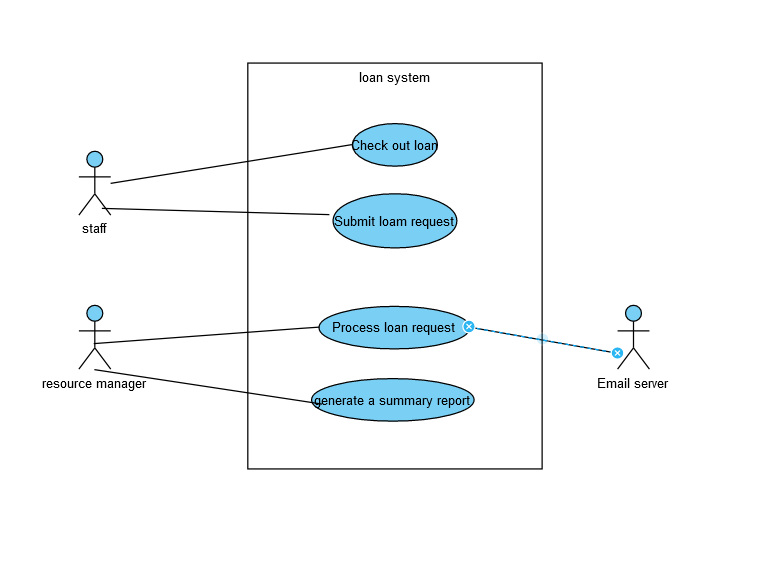 loan system
Check out loan
staff
Submit loam request
Process loan request
resource manager
Email server
generate a summary report